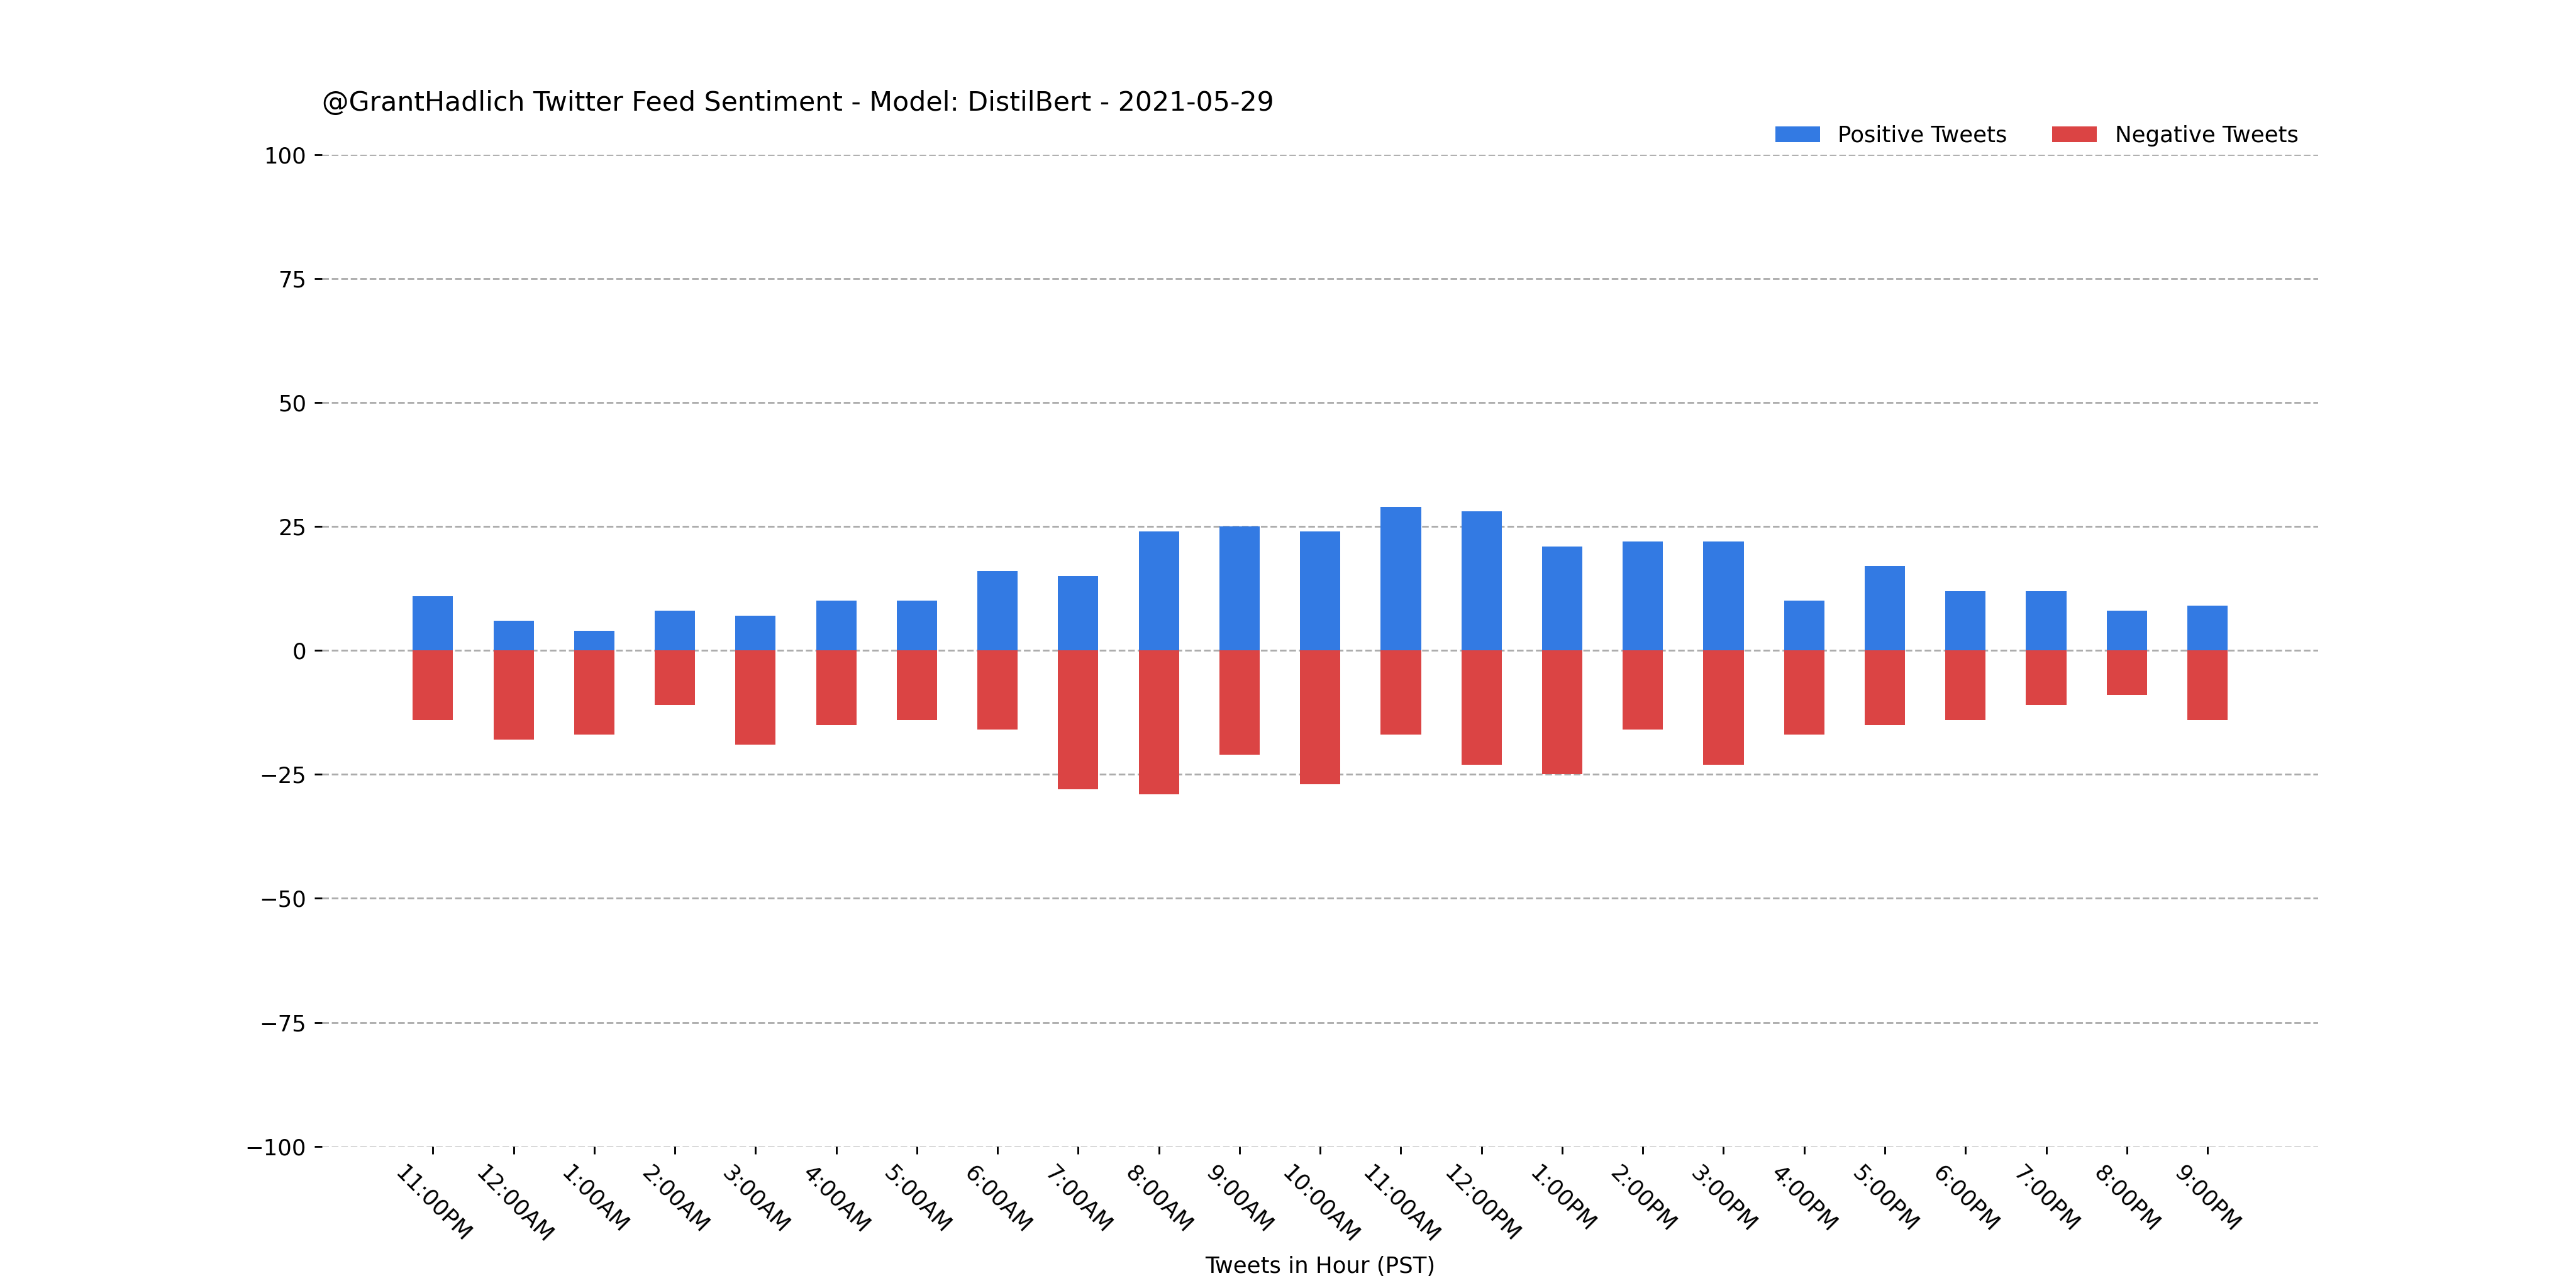 @GrantHadlich Twitter Feed Sentiment - Model: DistilBert - 2021-05-29
Positive Tweets
Negative Tweets
100
75
50
25
0
−25
−50
−75
−100
11:00PM
12:00AM
1:00AM
2:00AM
3:00AM
4:00AM
5:00AM
6:00AM
7:00AM
8:00AM
9:00AM
10:00AM
11:00AM
12:00PM
1:00PM
2:00PM
3:00PM
4:00PM
5:00PM
6:00PM
7:00PM
8:00PM
9:00PM
Tweets in Hour (PST)